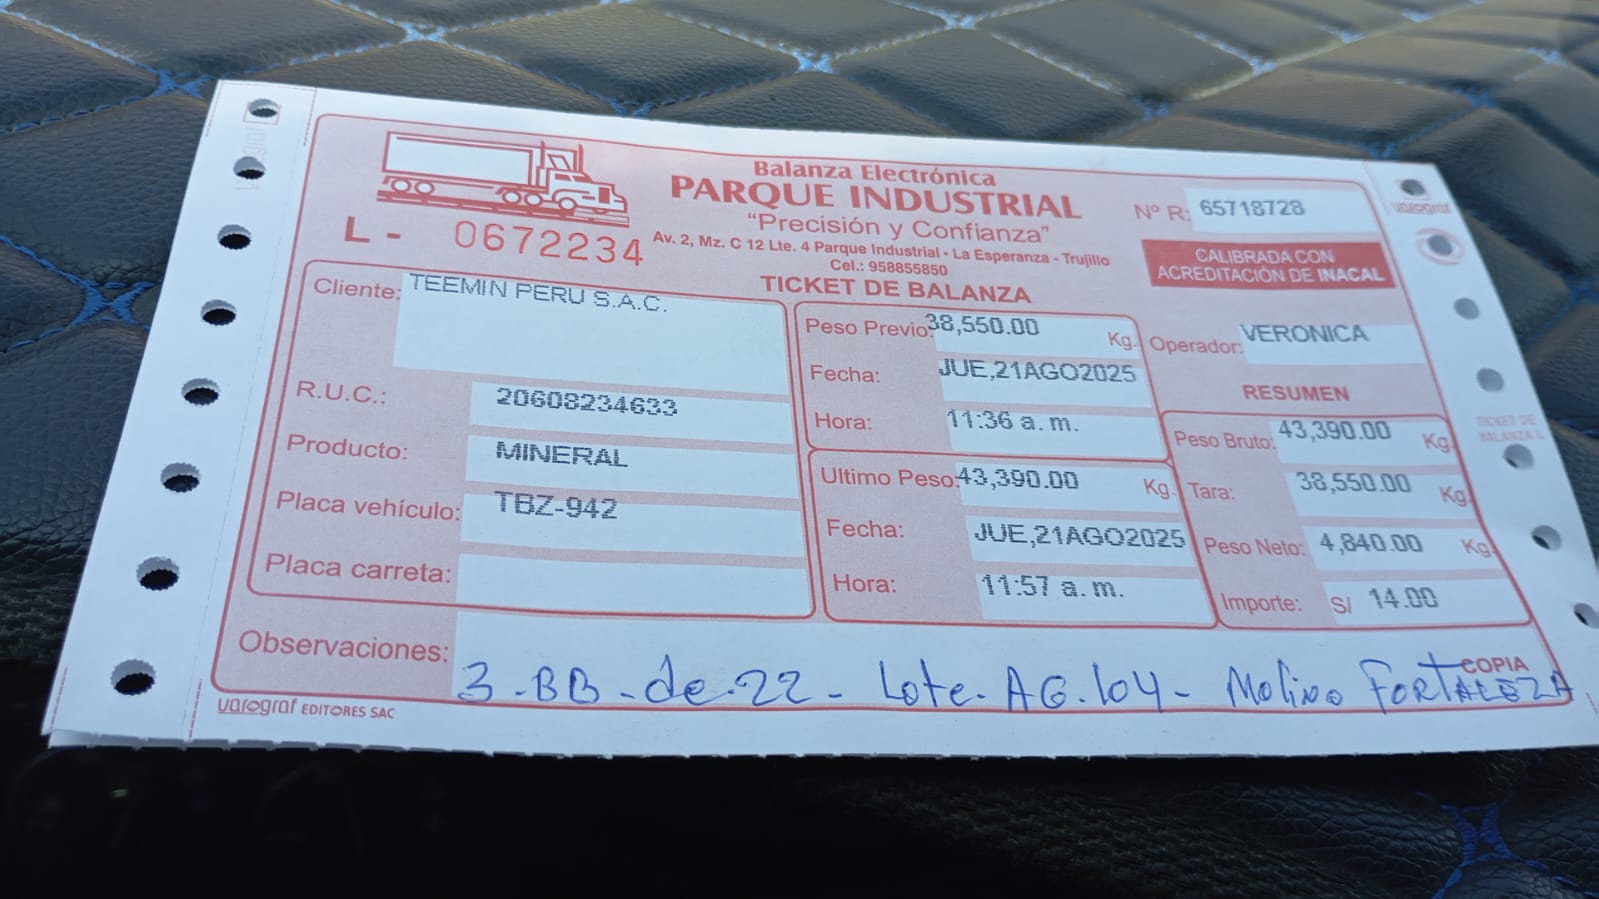 Balanza Electrónica
PARQUE INDUSTRIAL
"Precisión y Confianza"
Av. 2, Mz. C 12 Lte. 4 Parque Industrial • La Esperanza - Trujillo
Cel.: 958855850
TICKET DE BALANZA
L - 0672234
Nº R: 65718728
CALIBRADA CON
ACREDITACIÓN DE INACAL
Cliente: TEEMIN PERU S.A.C.
R.U.C.: 20608234633
Producto: MINERAL
Placa vehículo: TBZ-942
Placa carreta:
Peso Previo: 38,550.00 Kg.
Fecha: JUE,21AGO2025
Hora: 11:36 a. m.
Ultimo Peso: 43,390.00 Kg.
Fecha: JUE,21AGO2025
Hora: 11:57 a. m.
Operador: VERONICA
RESUMEN
Peso Bruto: 43,390.00 Kg.
Tara: 38,550.00 Kg.
Peso Neto: 4,840.00 Kg.
Importe: S/ 14.00
Observaciones: 3-BB-de-22- Lote-AG.104- Molino FORTALEZA
COPIA
varograf EDITORES SAC
varograf
TICKET DE
BALANZA L